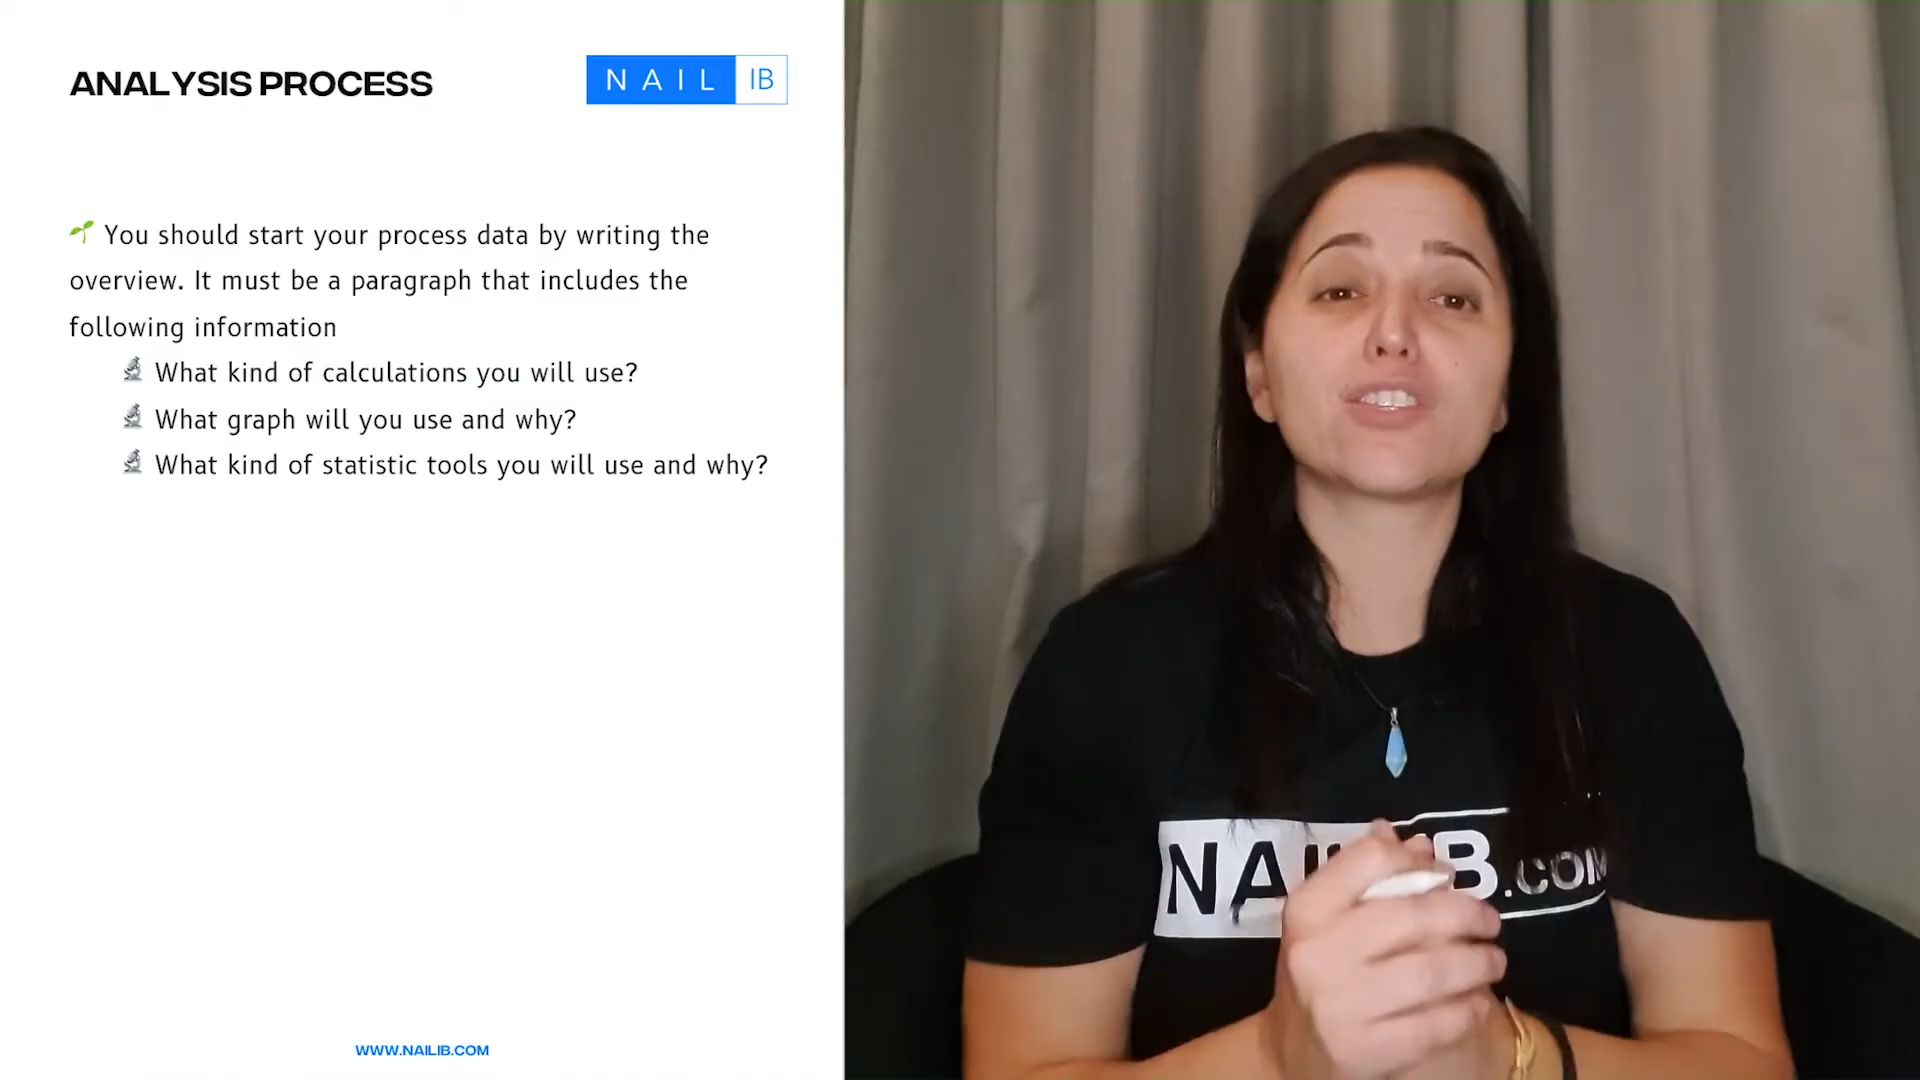 ANALYSIS PROCESS
NAIL IB
You should start your process data by writing the
overview. It must be a paragraph that includes the
following information
What kind of calculations you will use?
What graph will you use and why?
What kind of statistic tools you will use and why?
WWW.NAILIB.COM
NAILIB.COM